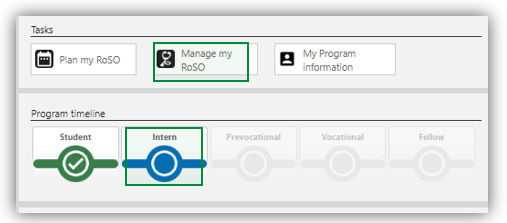 Tasks
Plan my RoSO
Manage my
RoSO
My Program
information
Program timeline
Student
Intern
Prevocational
Vocational
Fellow